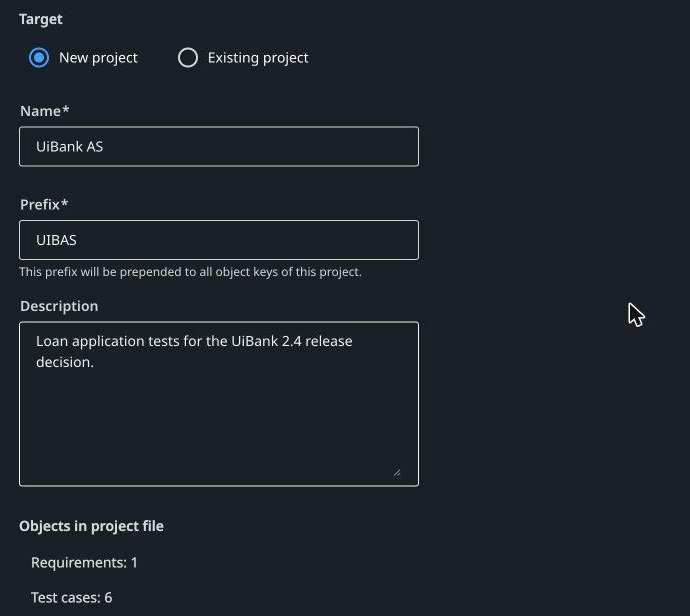 Target
New project
Existing project
Name*
UiBank AS
Prefix*
UIBAS
This prefix will be prepended to all object keys of this project.
Description
Loan application tests for the UiBank 2.4 release
decision.
Objects in project file
Requirements: 1
Test cases: 6